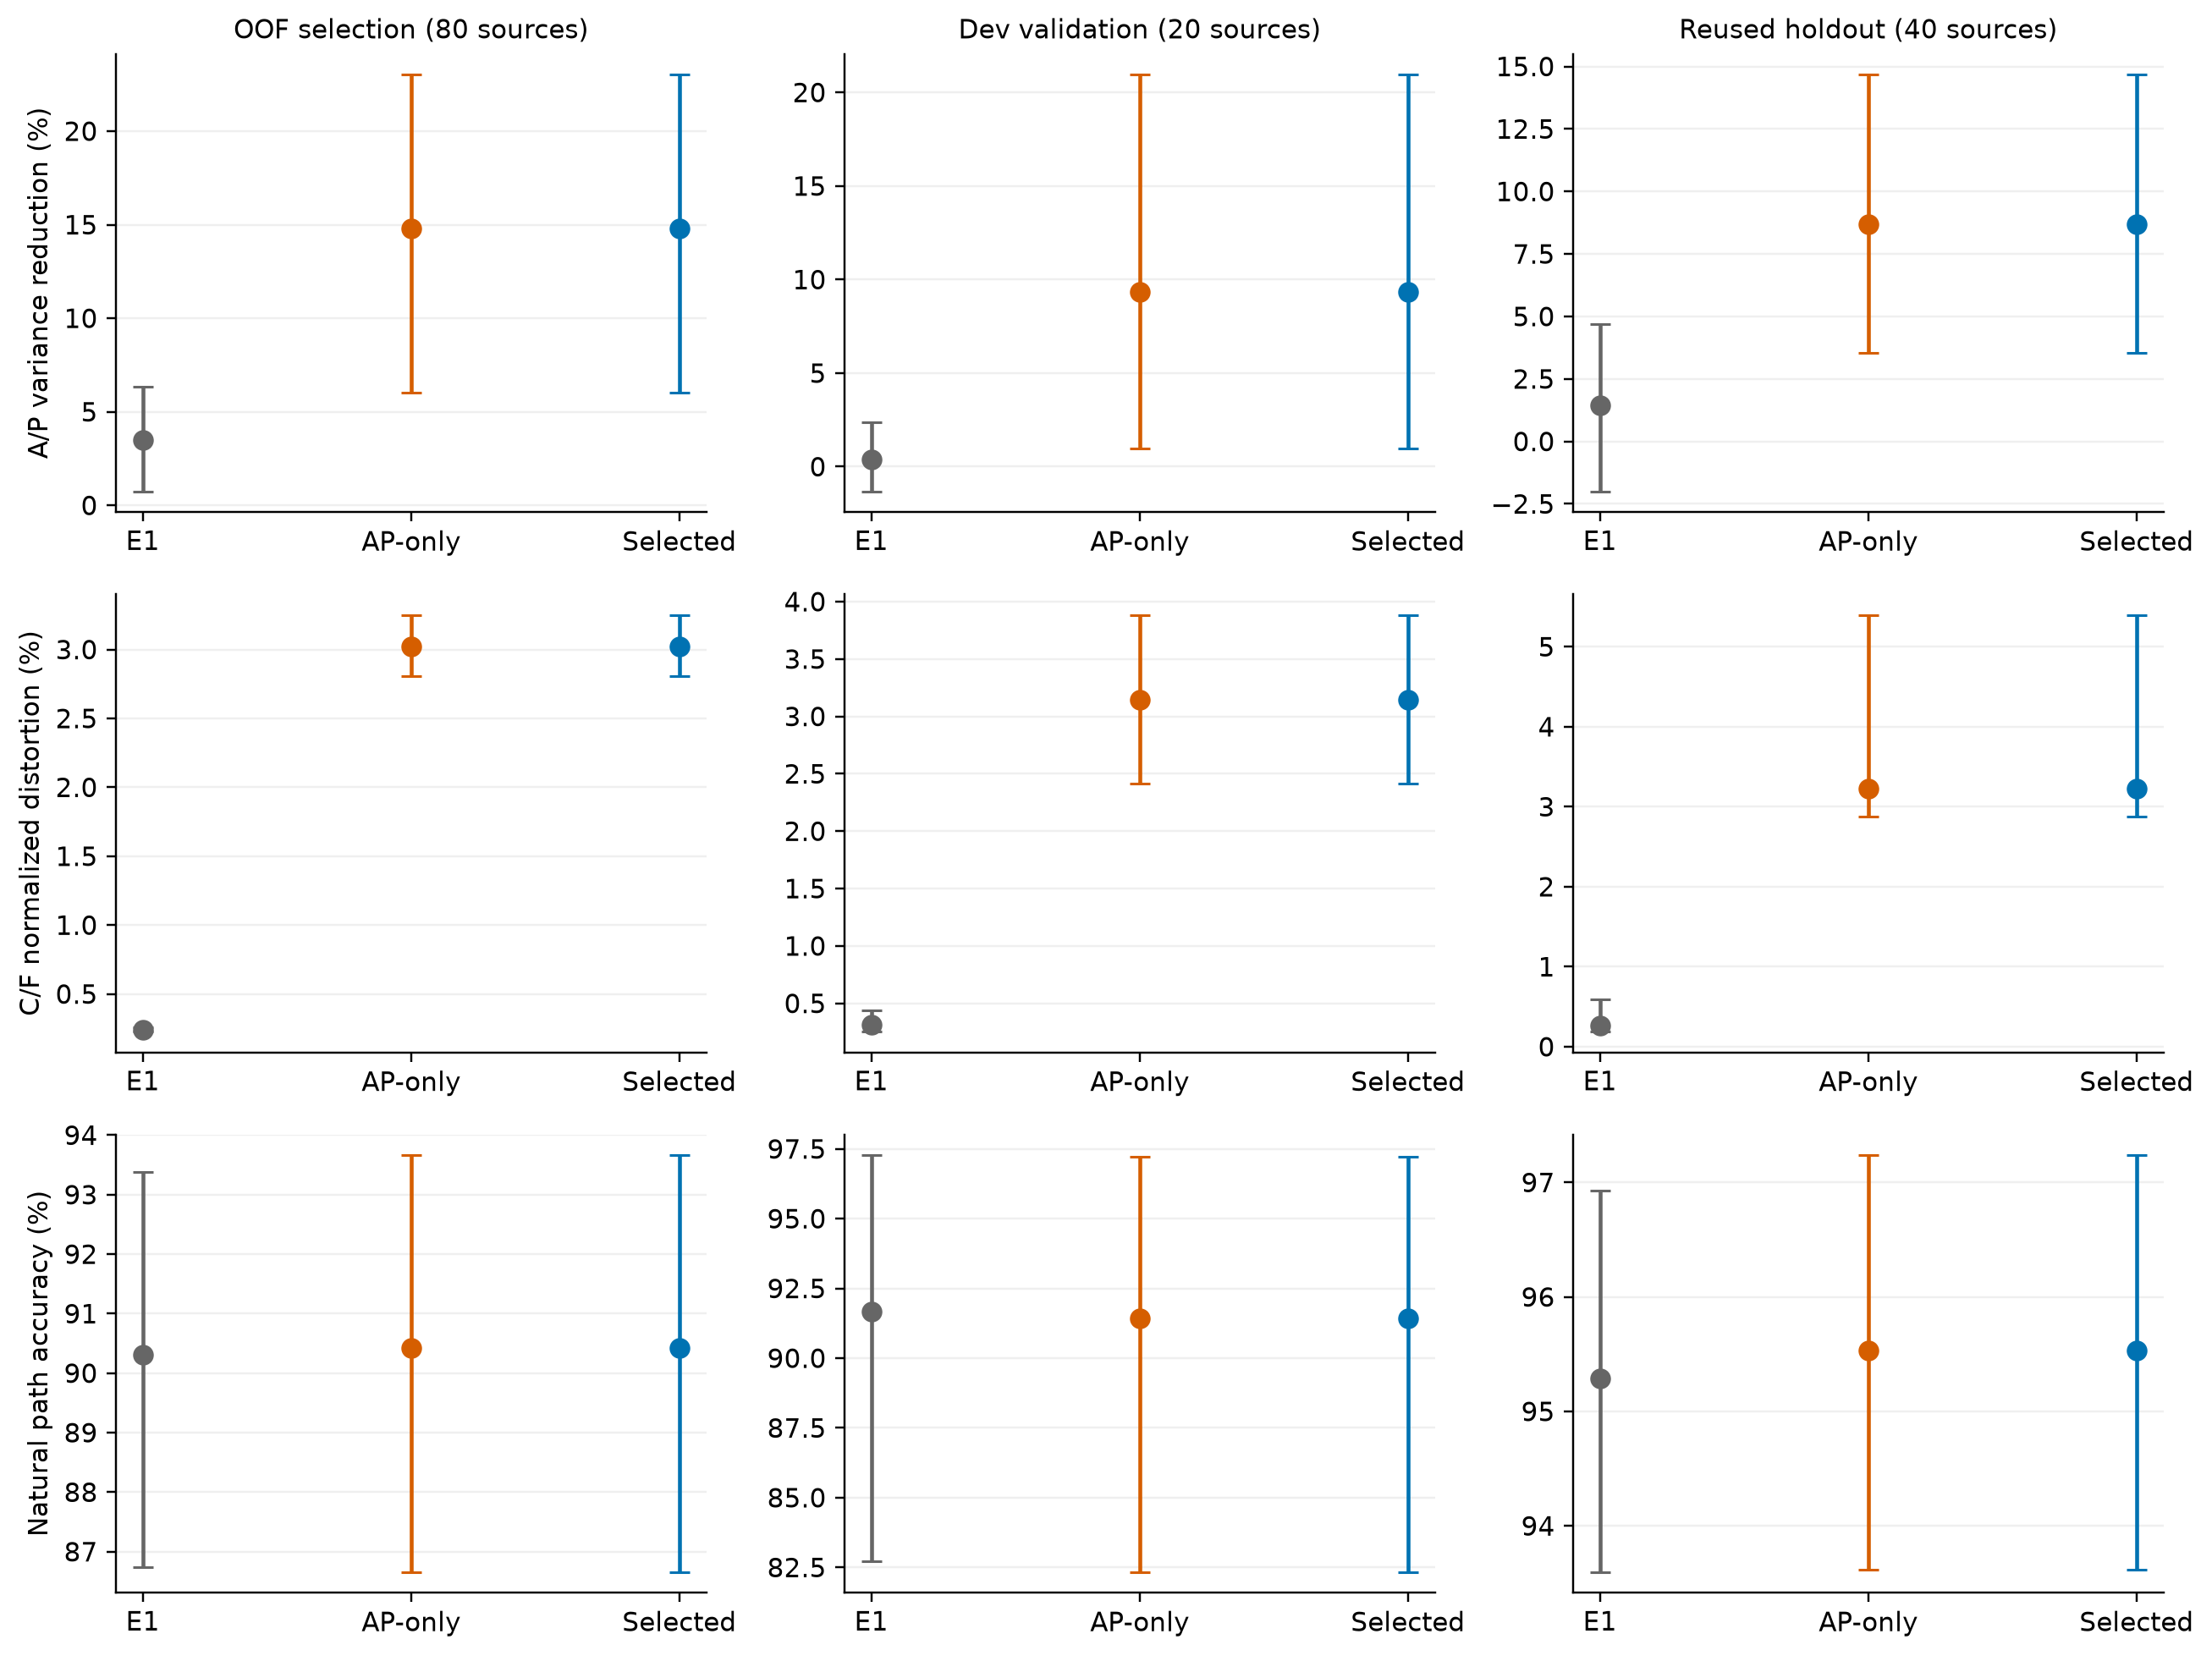 OOF selection (80 sources)
Dev validation (20 sources)
Reused holdout (40 sources)
A/P variance reduction (%)
20
15
10
5
0
E1
AP-only
Selected
20
15
10
5
0
E1
AP-only
Selected
15.0
12.5
10.0
7.5
5.0
2.5
0.0
−2.5
E1
AP-only
Selected
C/F normalized distortion (%)
3.0
2.5
2.0
1.5
1.0
0.5
E1
AP-only
Selected
4.0
3.5
3.0
2.5
2.0
1.5
1.0
0.5
E1
AP-only
Selected
5
4
3
2
1
0
E1
AP-only
Selected
Natural path accuracy (%)
94
93
92
91
90
89
88
87
E1
AP-only
Selected
97.5
95.0
92.5
90.0
87.5
85.0
82.5
E1
AP-only
Selected
97
96
95
94
E1
AP-only
Selected